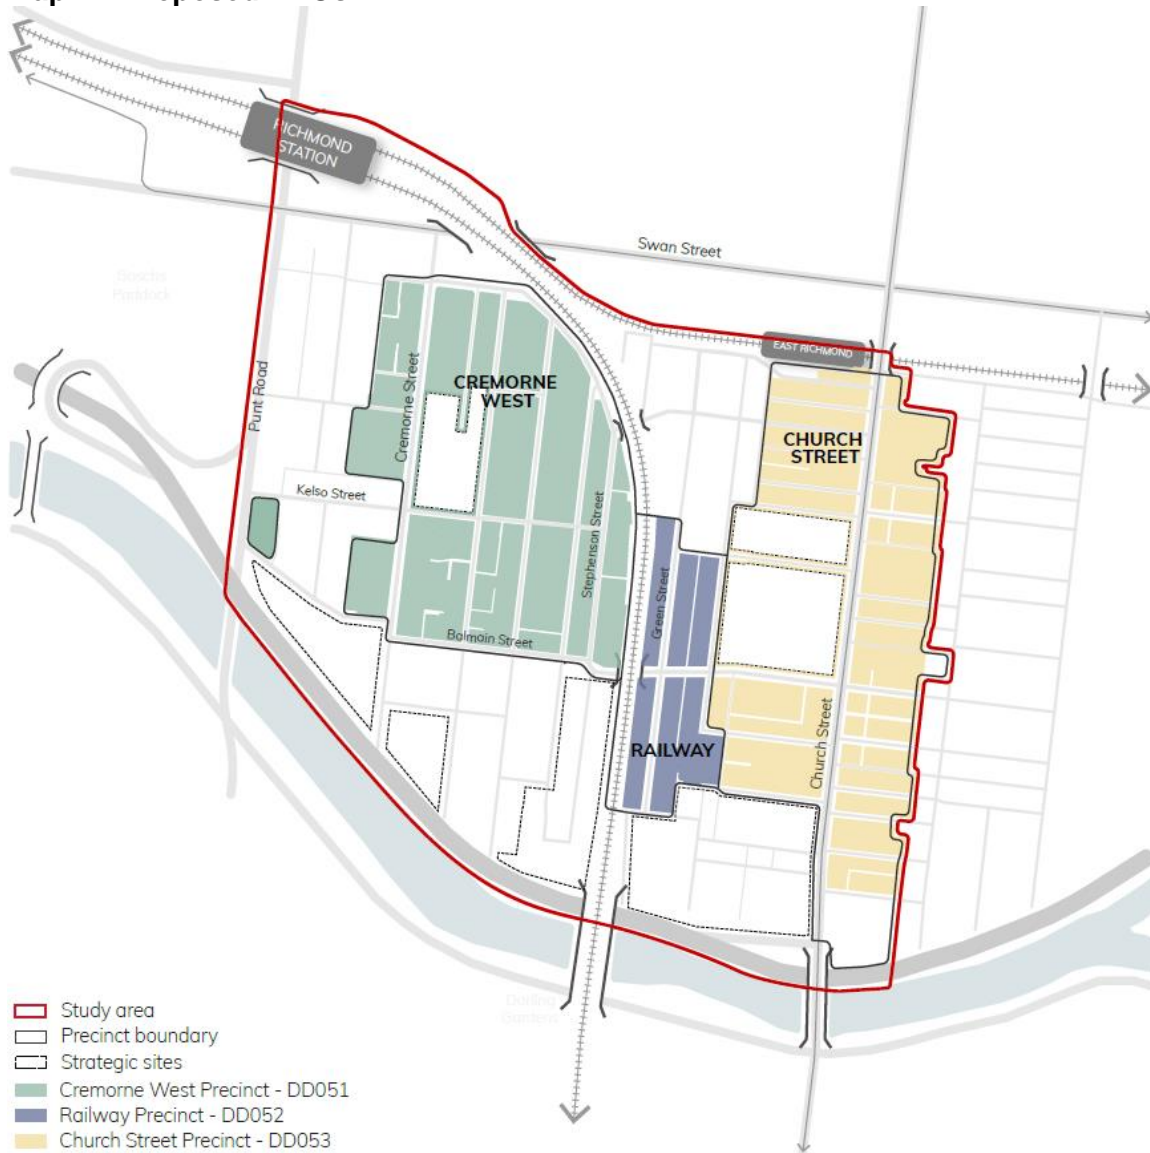 RICHMOND
STATION
Swan Street
EAST RICHMOND
CREMORNE
WEST
CHURCH
STREET
Punt Road
Cremorne Street
Kelso Street
Stephenson Street
Green Street
Balmain Street
RAILWAY
Church Street
Gardens
Study area
Precinct boundary
Strategic sites
Cremorne West Precinct - DD051
Railway Precinct - DD052
Church Street Precinct - DD053